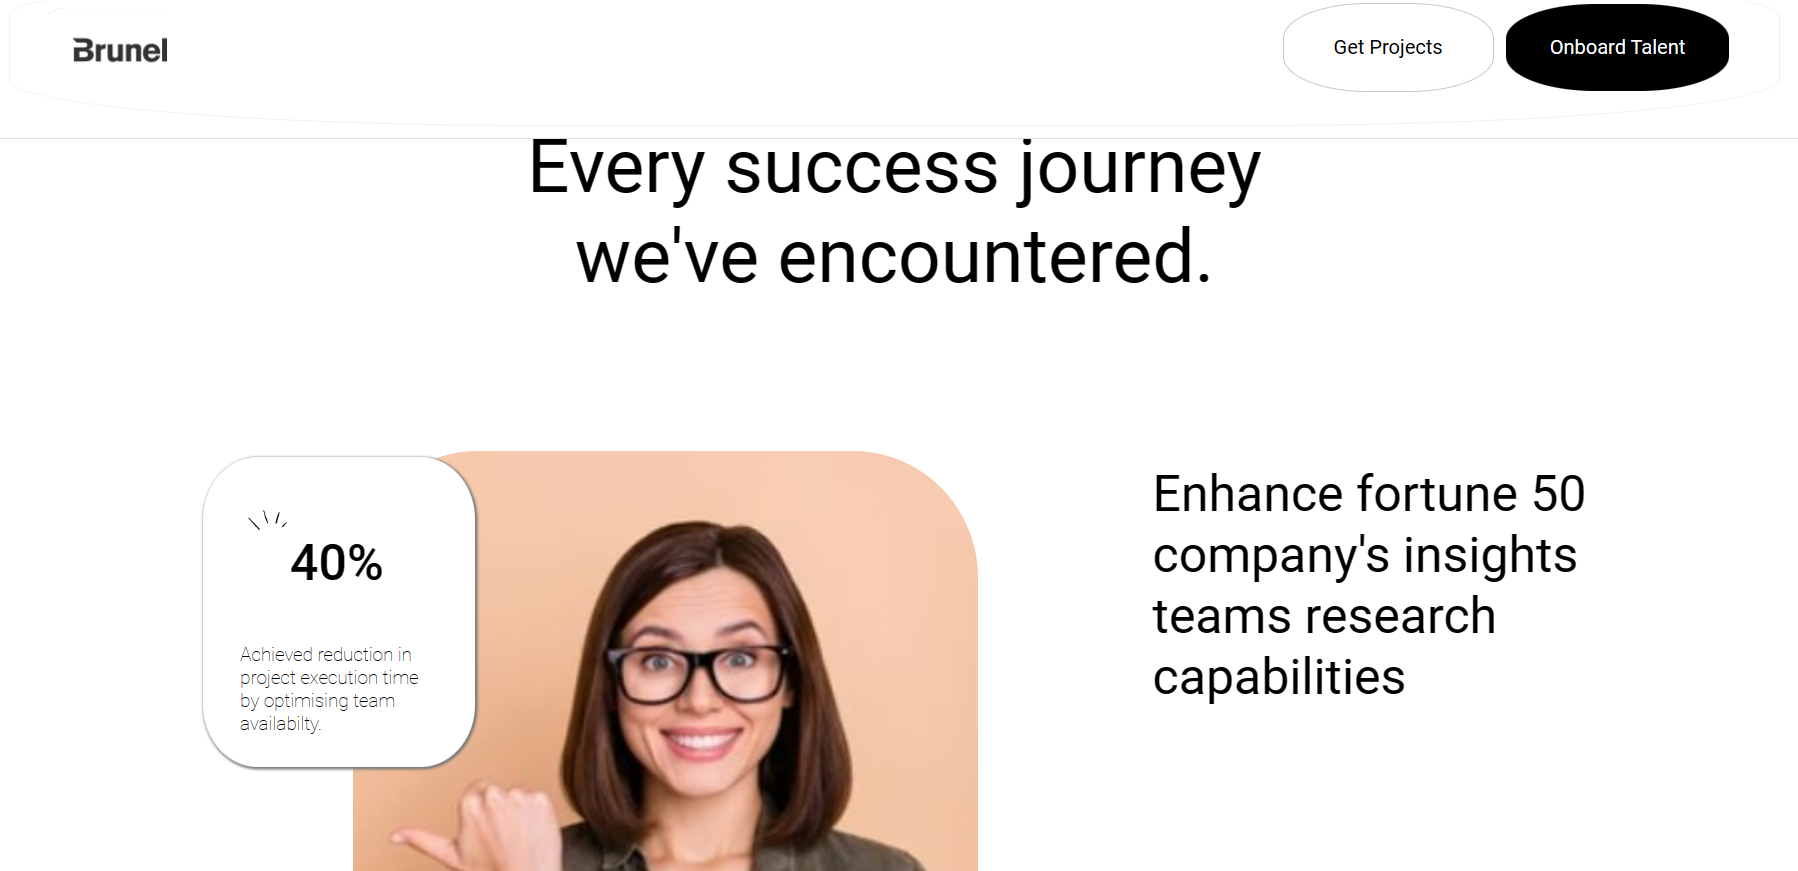 Brunel
Get Projects
Onboard Talent
Every success journey
we've encountered.
40%
Achieved reduction in
project execution time
by optimising team
availabilty.
Enhance fortune 50
company's insights
teams research
capabilities